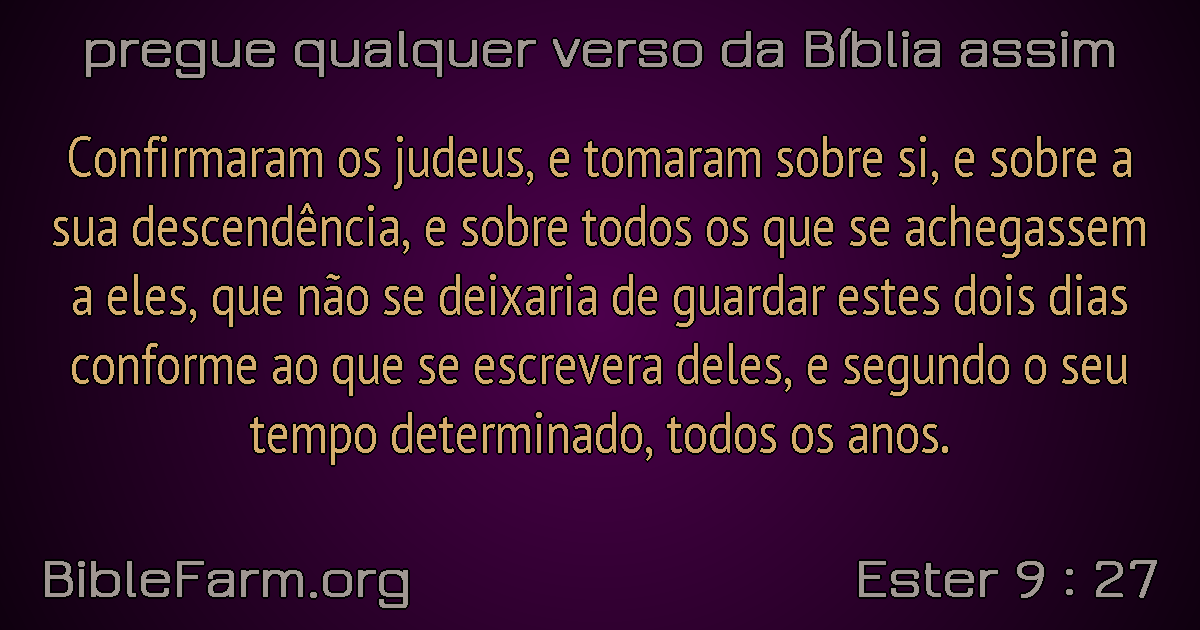 pregue qualquer verso da Bíblia assim
Confirmaram os judeus, e tomaram sobre si, e sobre a
sua descendência, e sobre todos os que se achegassem
a eles, que não se deixaria de guardar estes dois dias
conforme ao que se escrevera deles, e segundo o seu
tempo determinado, todos os anos.
BibleFarm.org
Ester 9 : 27